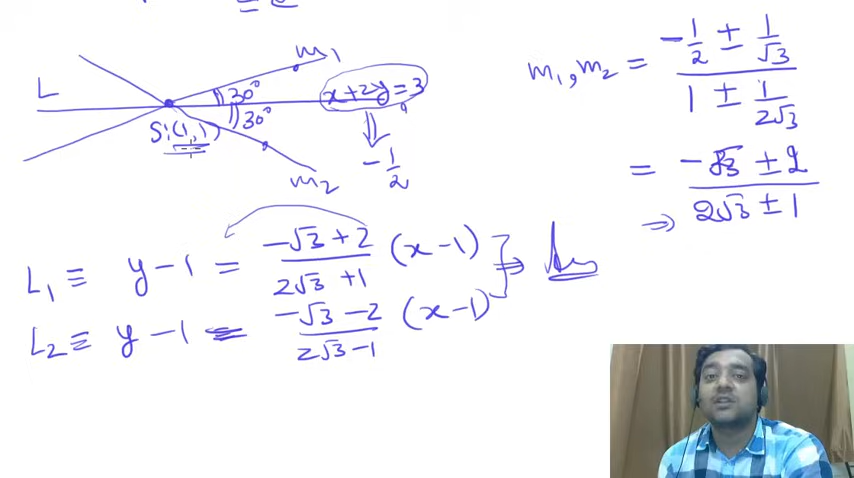 m₁
L
30°
x+2y=3
S:(1,1)
30°
-1/2
m₂
m₁, m₂ = (-1/2 ± 1/√3)/(1 ± 1/2√3)
= (-√3 ± 2)/(2√3 ± 1)
⇒
L₁ ≡ y-1 = (-√3+2)/(2√3+1) (x-1)
⇒ Ans
L₂ ≡ y-1 = (-√3-2)/(2√3-1) (x-1)